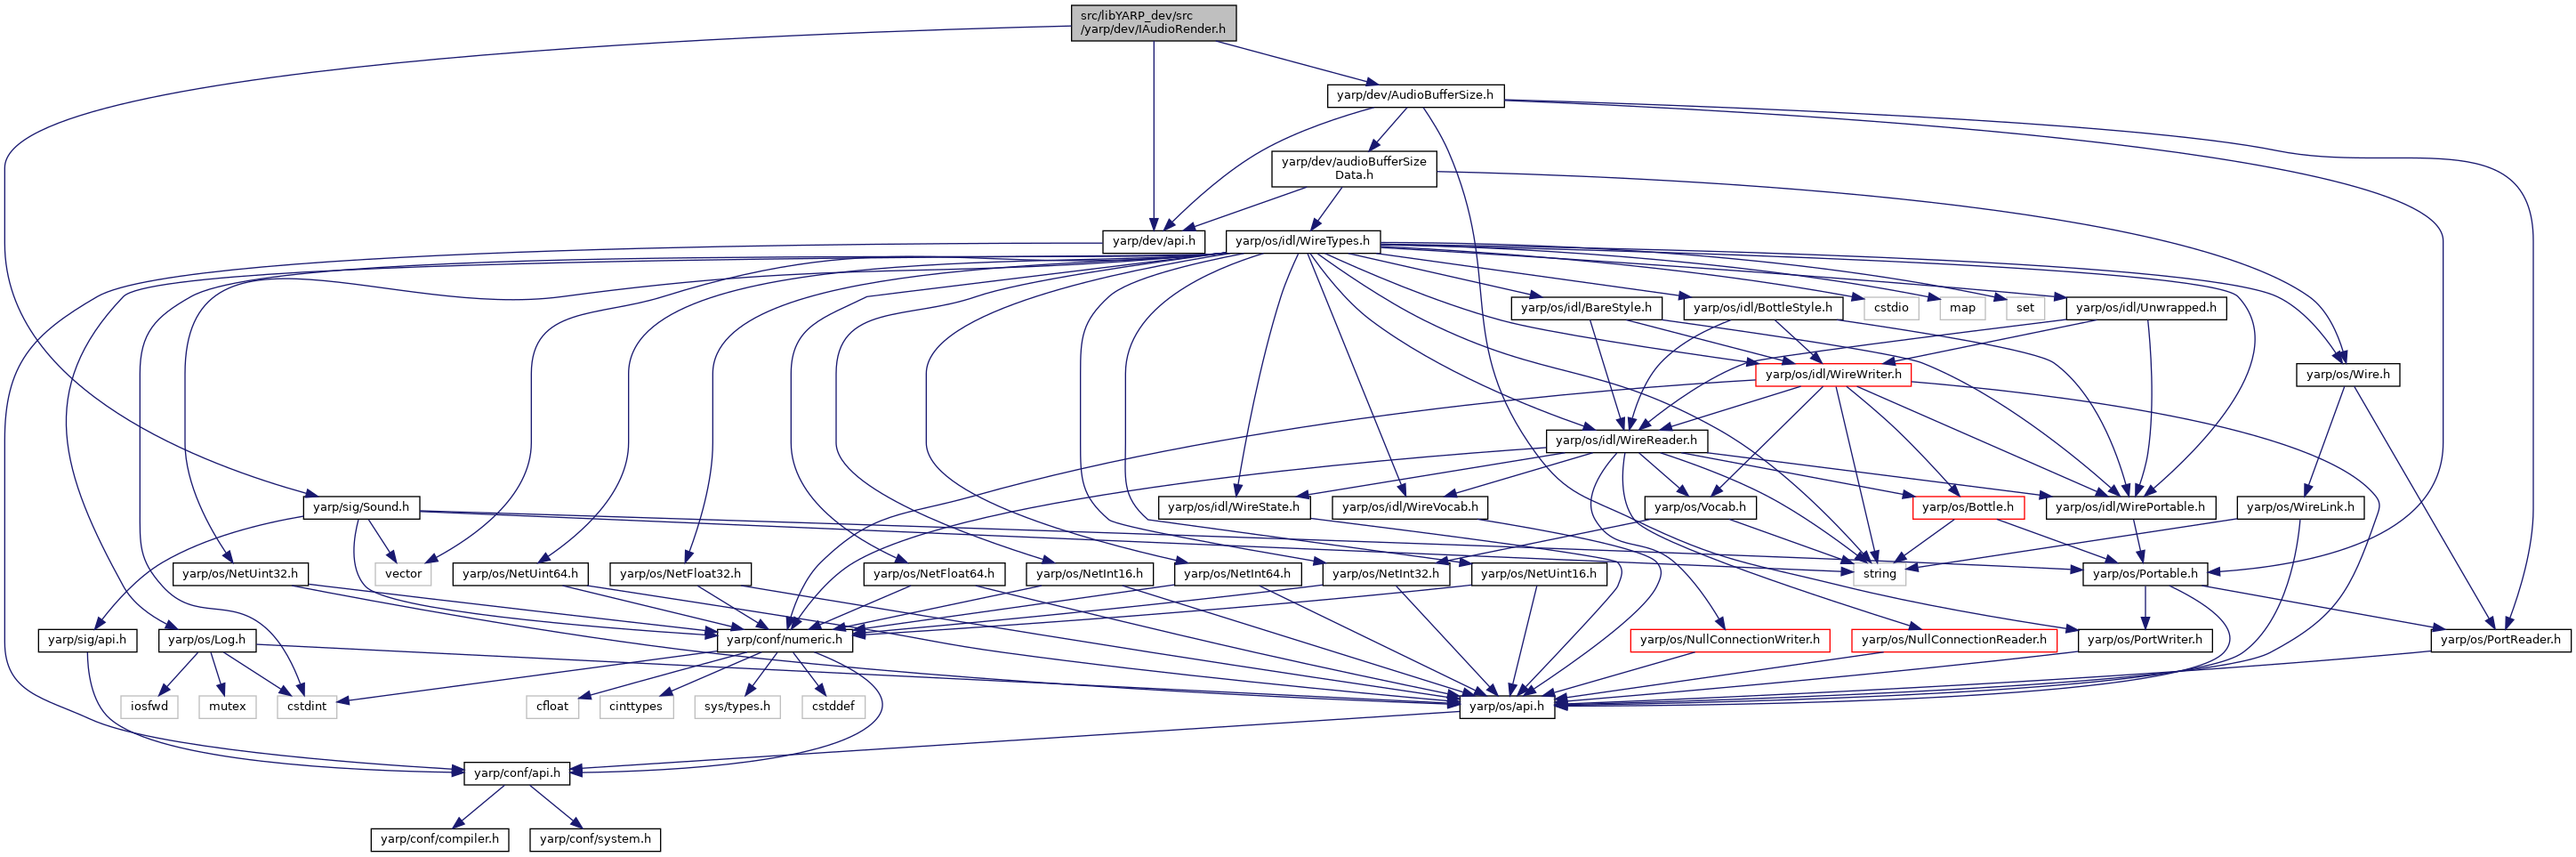 src/libYARP_dev/src
/yarp/dev/IAudioRender.h
yarp/dev/AudioBufferSize.h
yarp/dev/audioBufferSize
Data.h
yarp/dev/api.h
yarp/os/idl/WireTypes.h
yarp/os/idl/BareStyle.h
yarp/os/idl/BottleStyle.h
cstdio
map
set
yarp/os/idl/Unwrapped.h
yarp/os/idl/WireWriter.h
yarp/os/Wire.h
yarp/os/idl/WireReader.h
yarp/sig/Sound.h
yarp/os/idl/WireState.h
yarp/os/idl/WireVocab.h
yarp/os/Vocab.h
yarp/os/Bottle.h
yarp/os/idl/WirePortable.h
yarp/os/WireLink.h
yarp/os/NetUint32.h
vector
yarp/os/NetUint64.h
yarp/os/NetFloat32.h
yarp/os/NetFloat64.h
yarp/os/NetInt16.h
yarp/os/NetInt64.h
yarp/os/NetInt32.h
yarp/os/NetUint16.h
string
yarp/os/Portable.h
yarp/sig/api.h
yarp/os/Log.h
yarp/conf/numeric.h
yarp/os/NullConnectionWriter.h
yarp/os/NullConnectionReader.h
yarp/os/PortWriter.h
yarp/os/PortReader.h
iosfwd
mutex
cstdint
cfloat
cinttypes
sys/types.h
cstddef
yarp/os/api.h
yarp/conf/api.h
yarp/conf/compiler.h
yarp/conf/system.h